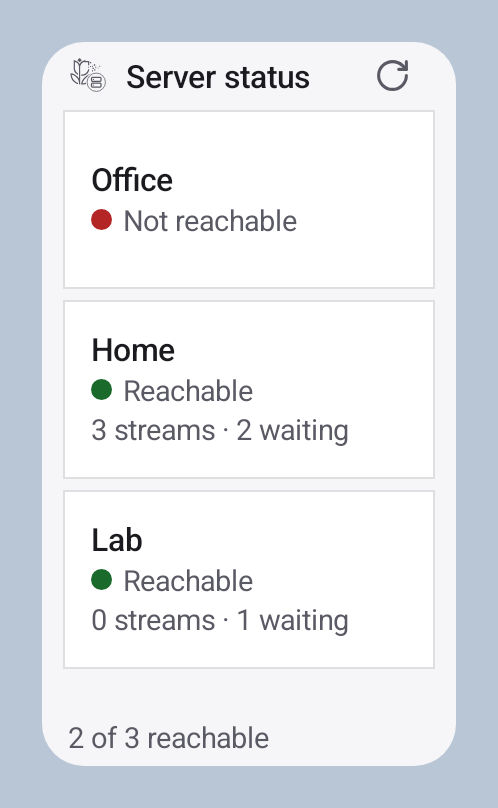 Server status
Office
Not reachable
Home
Reachable
3 streams · 2 waiting
Lab
Reachable
0 streams · 1 waiting
2 of 3 reachable